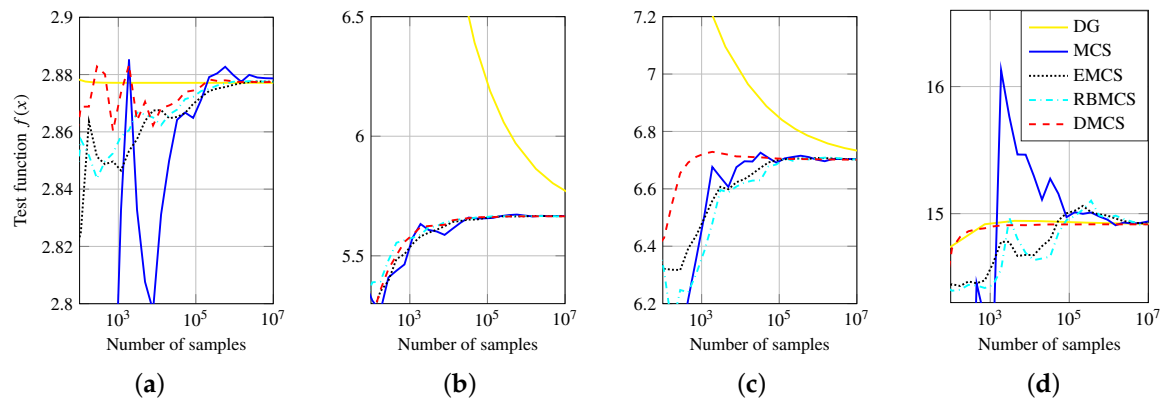 2.9
2.88
2.86
2.84
2.82
2.8
Test function f(x)
10^3 10^5 10^7
Number of samples
(a)
6.5
6
5.5
10^3 10^5 10^7
Number of samples
(b)
7.2
7
6.8
6.6
6.4
6.2
10^3 10^5 10^7
Number of samples
(c)
16
15
10^3 10^5 10^7
Number of samples
(d)
DG
MCS
EMCS
RBMCS
DMCS